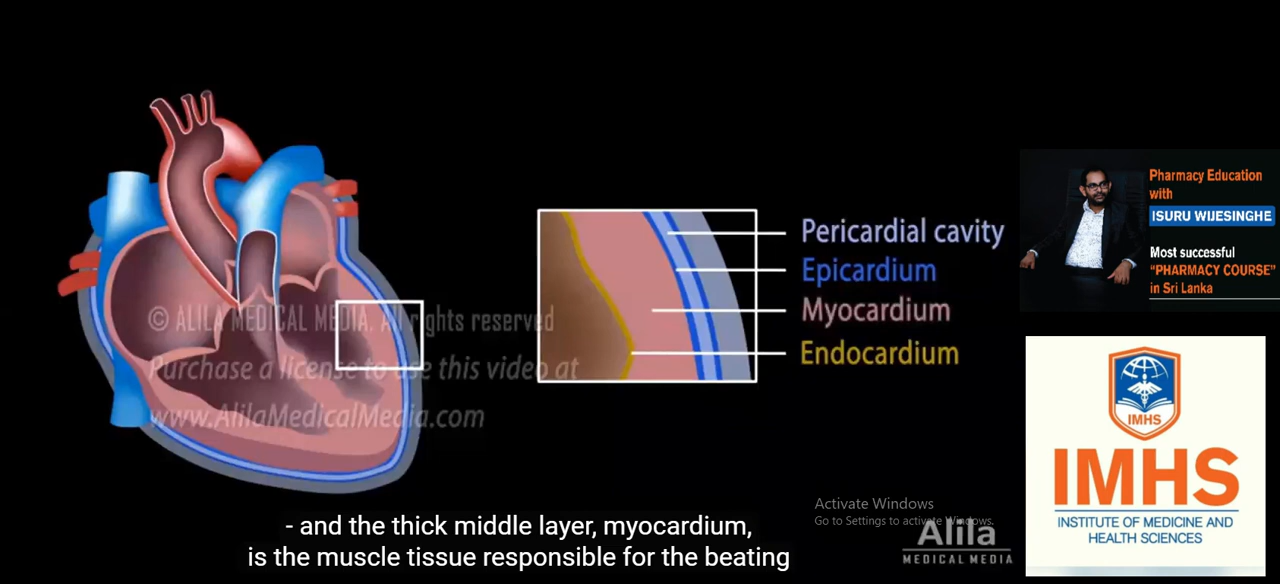 Pericardial cavity
Epicardium
Myocardium
Endocardium
© ALILA MEDICAL MEDIA. All rights reserved
Purchase a license to use this video at
www.AlilaMedicalMedia.com
- and the thick middle layer, myocardium,
is the muscle tissue responsible for the beating
Activate Windows
Go to Settings to activate Windows.
Alila
MEDICAL MEDIA
Pharmacy Education
with
ISURU WIJESINGHE
Most successful
"PHARMACY COURSE"
in Sri Lanka
IMHS
IMHS
INSTITUTE OF MEDICINE AND
HEALTH SCIENCES